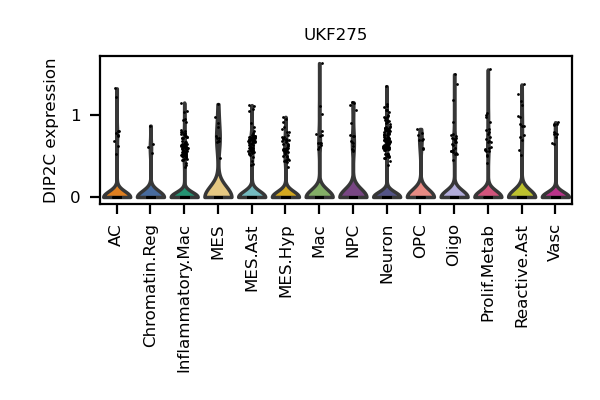 UKF275
DIP2C expression
1
0
AC
Chromatin.Reg
Inflammatory.Mac
MES
MES.Ast
MES.Hyp
Mac
NPC
Neuron
OPC
Oligo
Prolif.Metab
Reactive.Ast
Vasc